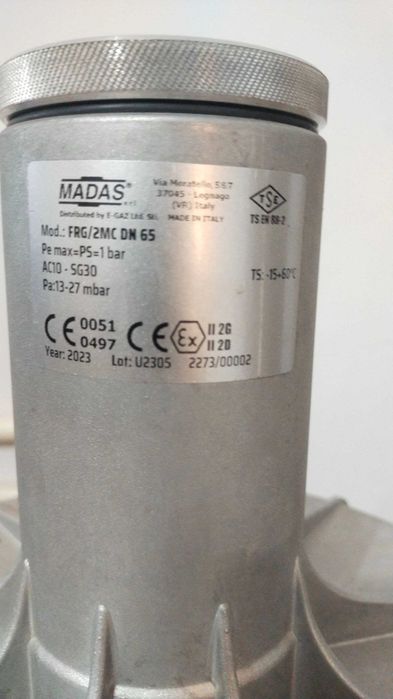 MADAS srl
Via Moratello, 5/6/7
37045 - Legnago
(VR) Italy
Distributed by E-GAZ Ltd. Sti. MADE IN ITALY
TSE
TS EN 88-2
Mod.: FRG/2MC DN 65
Pe max=PS=1 bar
AC10 - SG30
Pa:13-27 mbar
TS: -15+60°C
CE 0051
0497
CE Ex II 2G
II 2D
Year: 2023 Lot: U2305 2273/00002